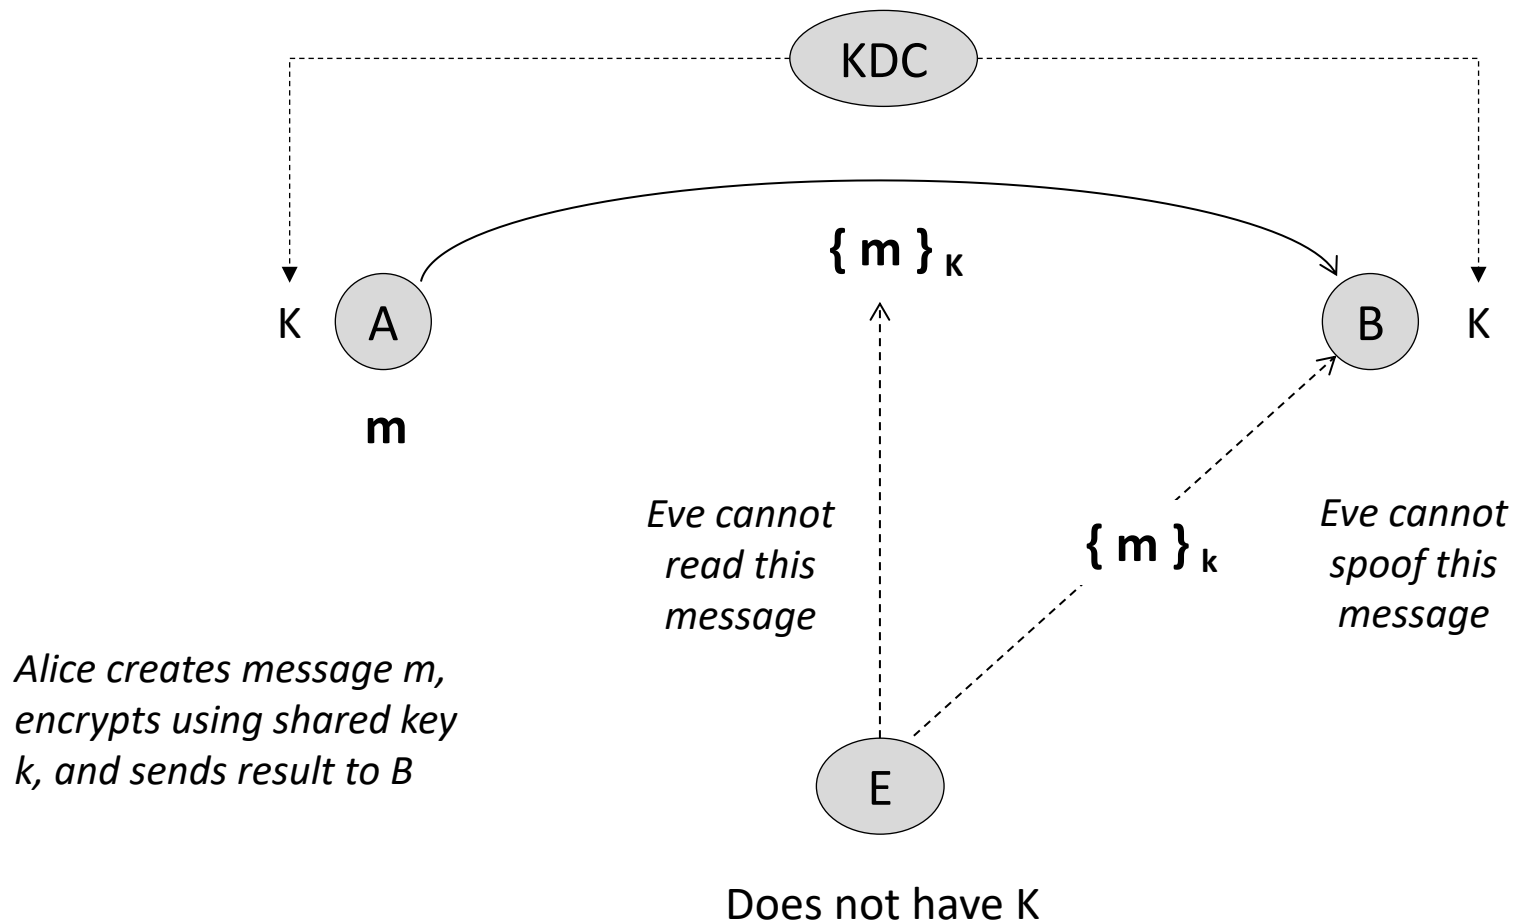 KDC
{ m } K
K
A
B
K
m
Eve cannot
read this
message
{ m } k
Eve cannot
spoof this
message
Alice creates message m,
encrypts using shared key
k, and sends result to B
E
Does not have K